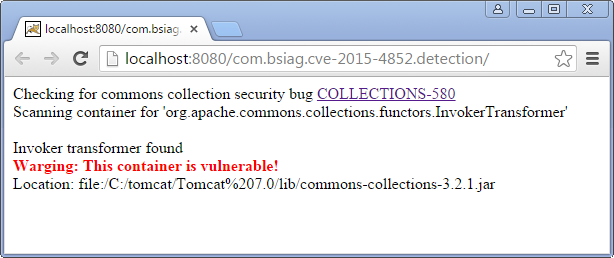 localhost:8080/com.bsiag.
localhost:8080/com.bsiag.cve-2015-4852.detection/
Checking for commons collection security bug COLLECTIONS-580
Scanning container for 'org.apache.commons.collections.functors.InvokerTransformer'
Invoker transformer found
Warging: This container is vulnerable!
Location: file:/C:/tomcat/Tomcat%207.0/lib/commons-collections-3.2.1.jar